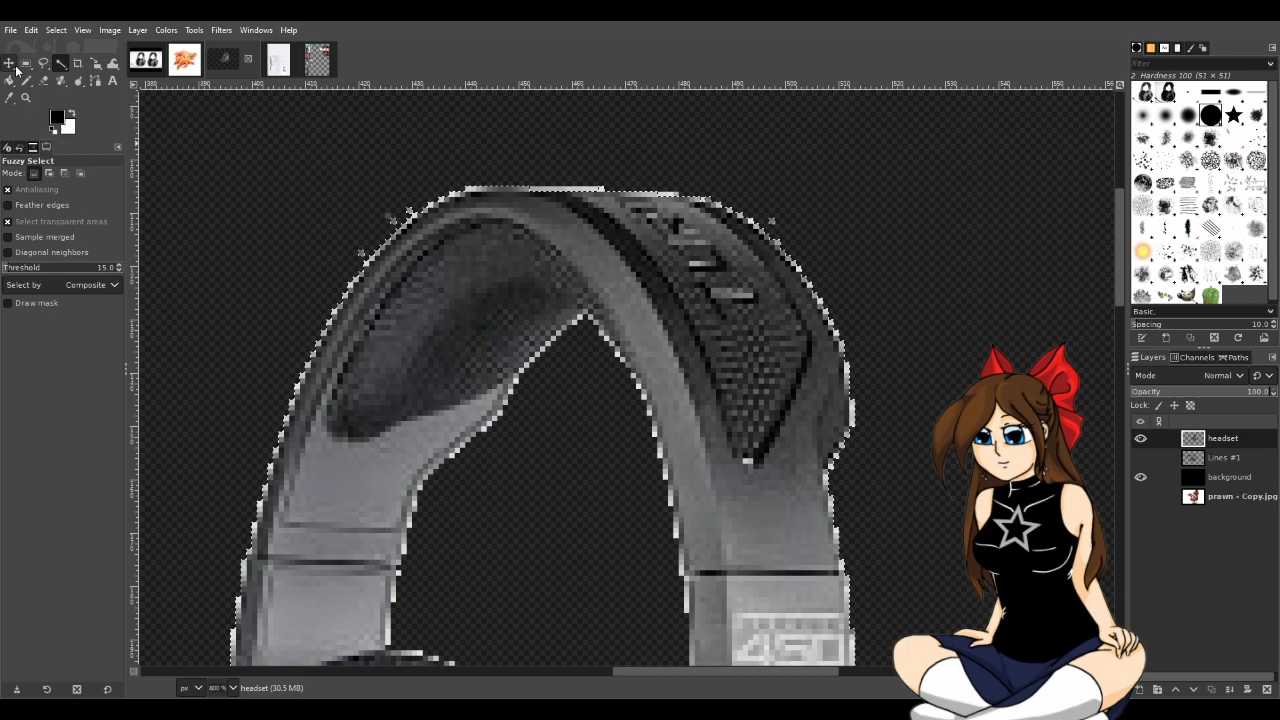 File Edit Select View Image Layer Colors Tools Filters Windows Help
Fuzzy Select
Mode:
Antialiasing
Feather edges
Select transparent areas
Sample merged
Diagonal neighbors
Threshold 15.0
Select by Composite
Draw mask
px 800 % headset (30.5 MB)
450
filter
2. Hardness 100 (51 × 51)
Basic,
Spacing 10.0
Layers Channels Paths
Mode Normal
Opacity 100.0
Lock:
headset
Lines #1
background
prawn - Copy.jpg